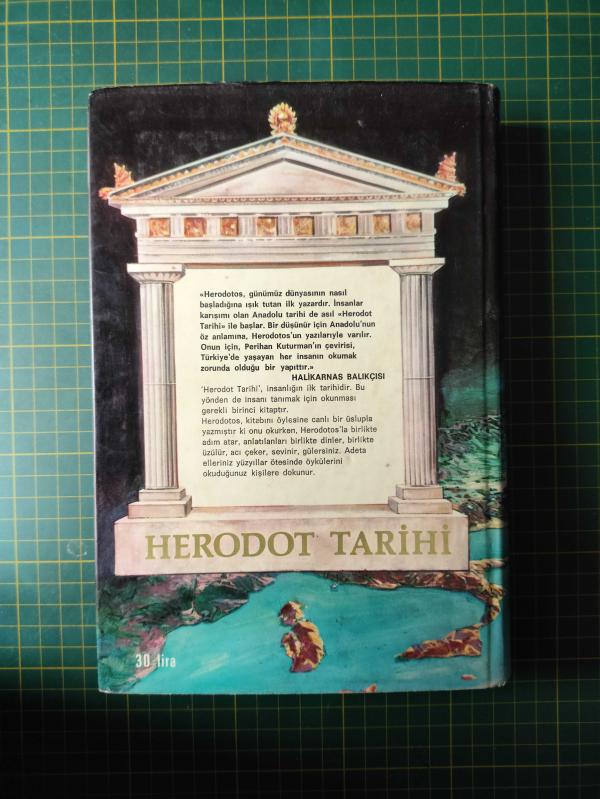 «Herodotos, günümüz dünyasının nasıl
başladığına ışık tutan ilk yazardır. İnsanlar
karışımı olan Anadolu tarihi de asıl «Herodot
Tarihi» ile başlar. Bir düşünür için Anadolu'nun
öz anlamına, Herodotos'un yazılarıyle varılır.
Onun için, Perihan Kuturman'ın çevirisi,
Türkiye'de yaşayan her insanın okumak
zorunda olduğu bir yapıttır.»
HALİKARNAS BALIKÇISI
'Herodot Tarihi', insanlığın ilk tarihidir. Bu
yönden de insanı tanımak için okunması
gerekli birinci kitaptır.
Herodotos, kitabını öylesine canlı bir üslupla
yazmıştır ki onu okurken, Herodotos'la birlikte
adım atar, anlatılanları birlikte dinler, birlikte
üzülür, acı çeker, sevinir, gülersiniz. Adeta
elleriniz yüzyıllar ötesinde öykülerini
okuduğunuz kişilere dokunur.
HERODOT TARİHİ
30 lira